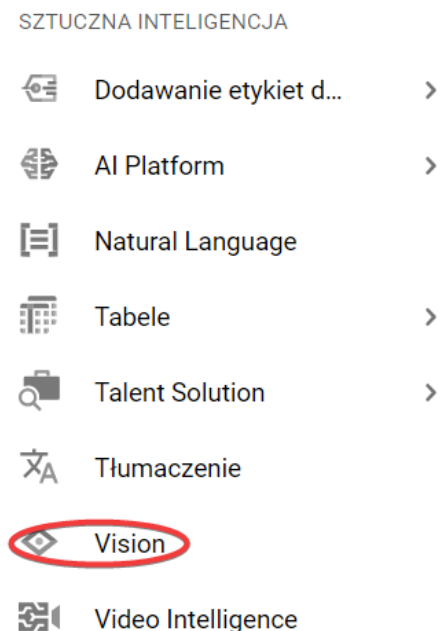 SZTUCZNA INTELIGENCJA
Dodawanie etykiet d...
AI Platform
Natural Language
Tabele
Talent Solution
Tłumaczenie
Vision
Video Intelligence